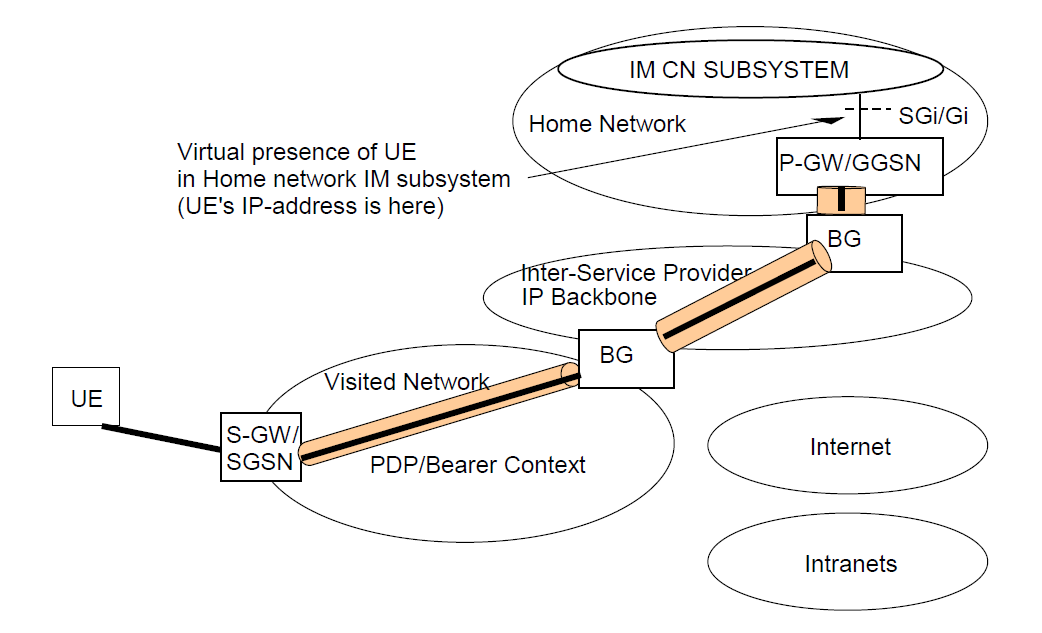 IM CN SUBSYSTEM
SGi/Gi
Home Network
Virtual presence of UE
in Home network IM subsystem
(UE's IP-address is here)
P-GW/GGSN
BG
Inter-Service Provider
IP Backbone
BG
Visited Network
UE
S-GW/
SGSN
PDP/Bearer Context
Internet
Intranets